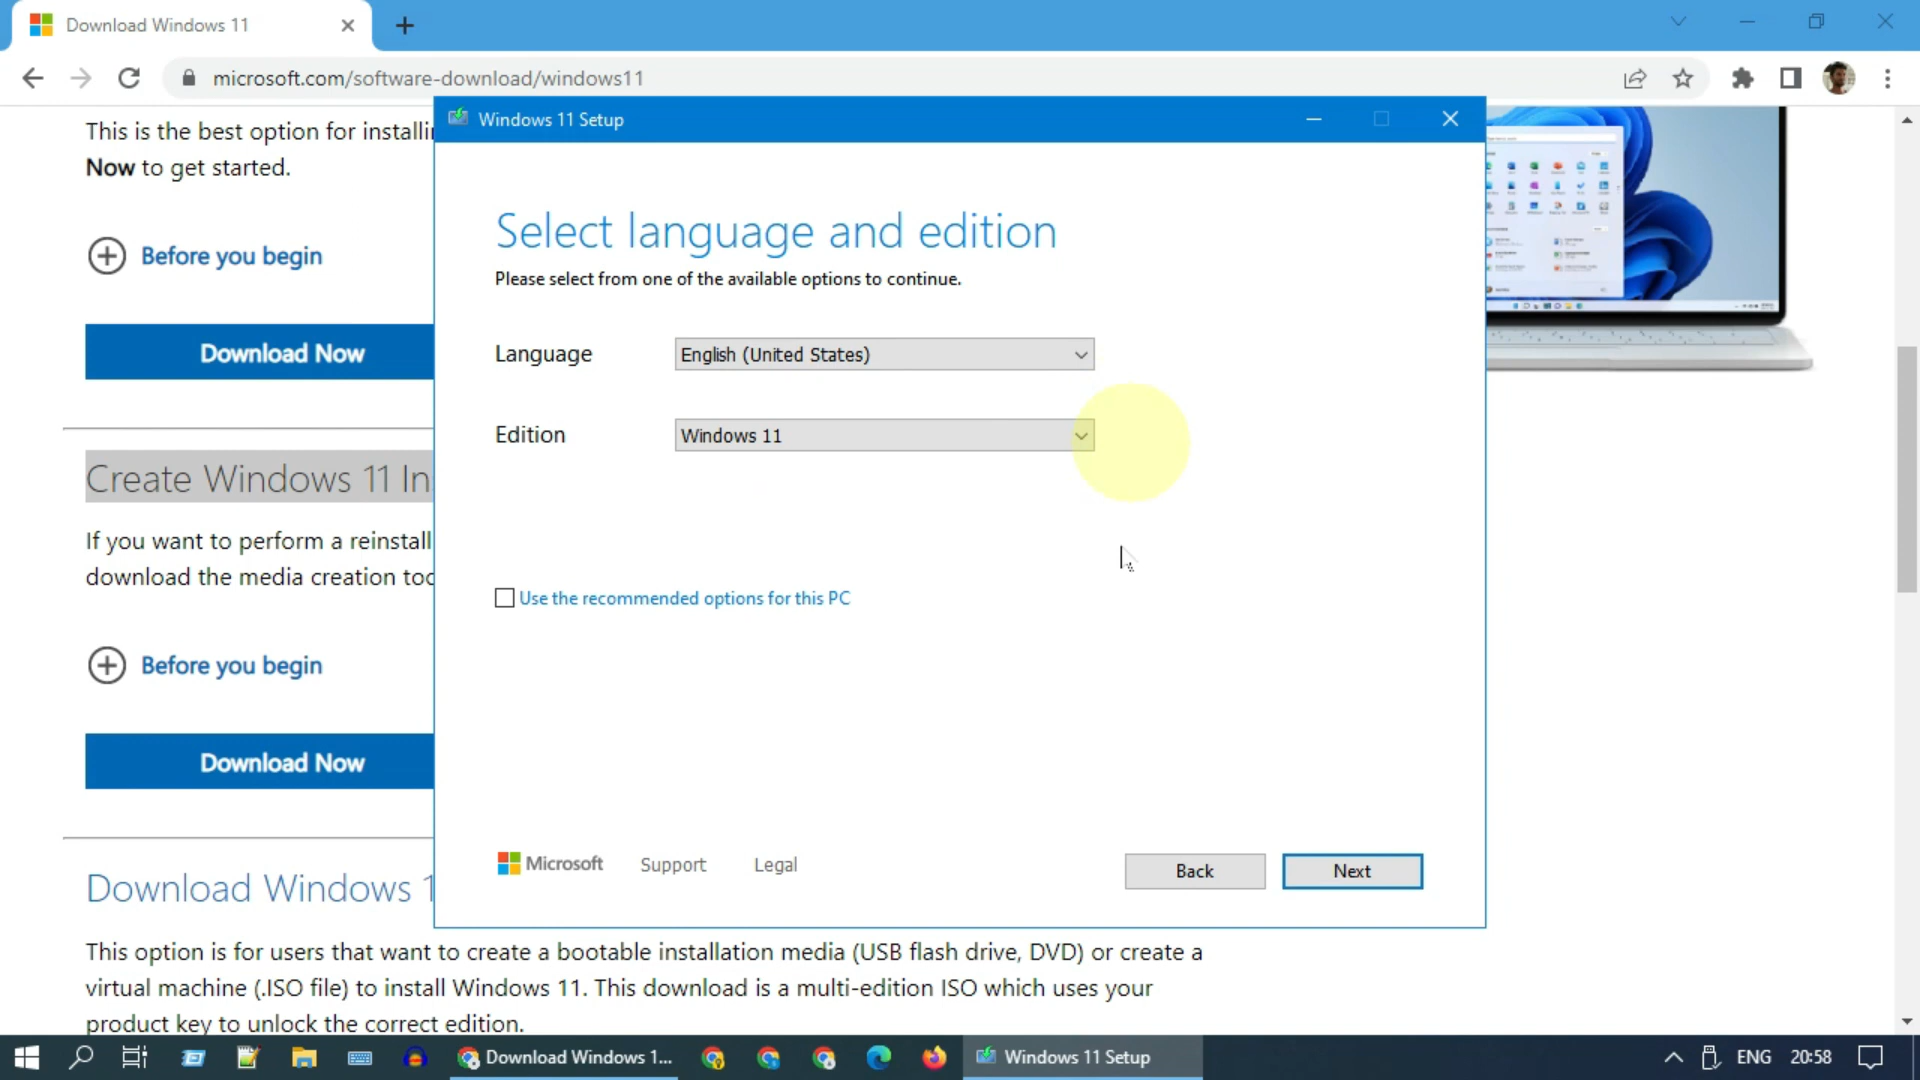 Download Windows 11
microsoft.com/software-download/windows11
This is the best option for installi
Now to get started.
Before you begin
Download Now
Create Windows 11 In
If you want to perform a reinstall
download the media creation too
Before you begin
Download Now
Download Windows 1
This option is for users that want to create a bootable installation media (USB flash drive, DVD) or create a
virtual machine (.ISO file) to install Windows 11. This download is a multi-edition ISO which uses your
product key to unlock the correct edition.
Windows 11 Setup
Select language and edition
Please select from one of the available options to continue.
Language
English (United States)
Edition
Windows 11
Use the recommended options for this PC
Microsoft
Support
Legal
Back
Next
Download Windows 1...
Windows 11 Setup
ENG
20:58